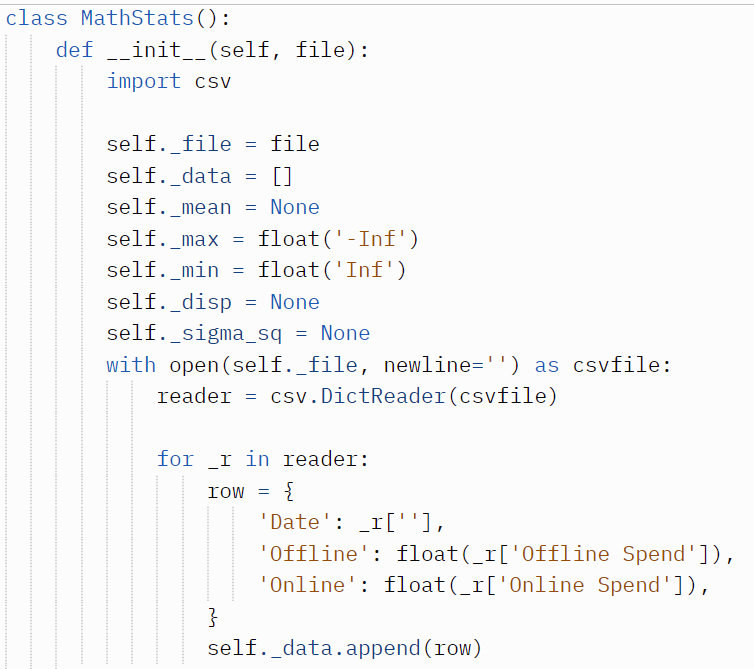 class MathStats():
    def __init__(self, file):
        import csv

        self._file = file
        self._data = []
        self._mean = None
        self._max = float('-Inf')
        self._min = float('Inf')
        self._disp = None
        self._sigma_sq = None
        with open(self._file, newline='') as csvfile:
            reader = csv.DictReader(csvfile)

            for _r in reader:
                row = {
                    'Date': _r[''],
                    'Offline': float(_r['Offline Spend']),
                    'Online': float(_r['Online Spend']),
                }
                self._data.append(row)